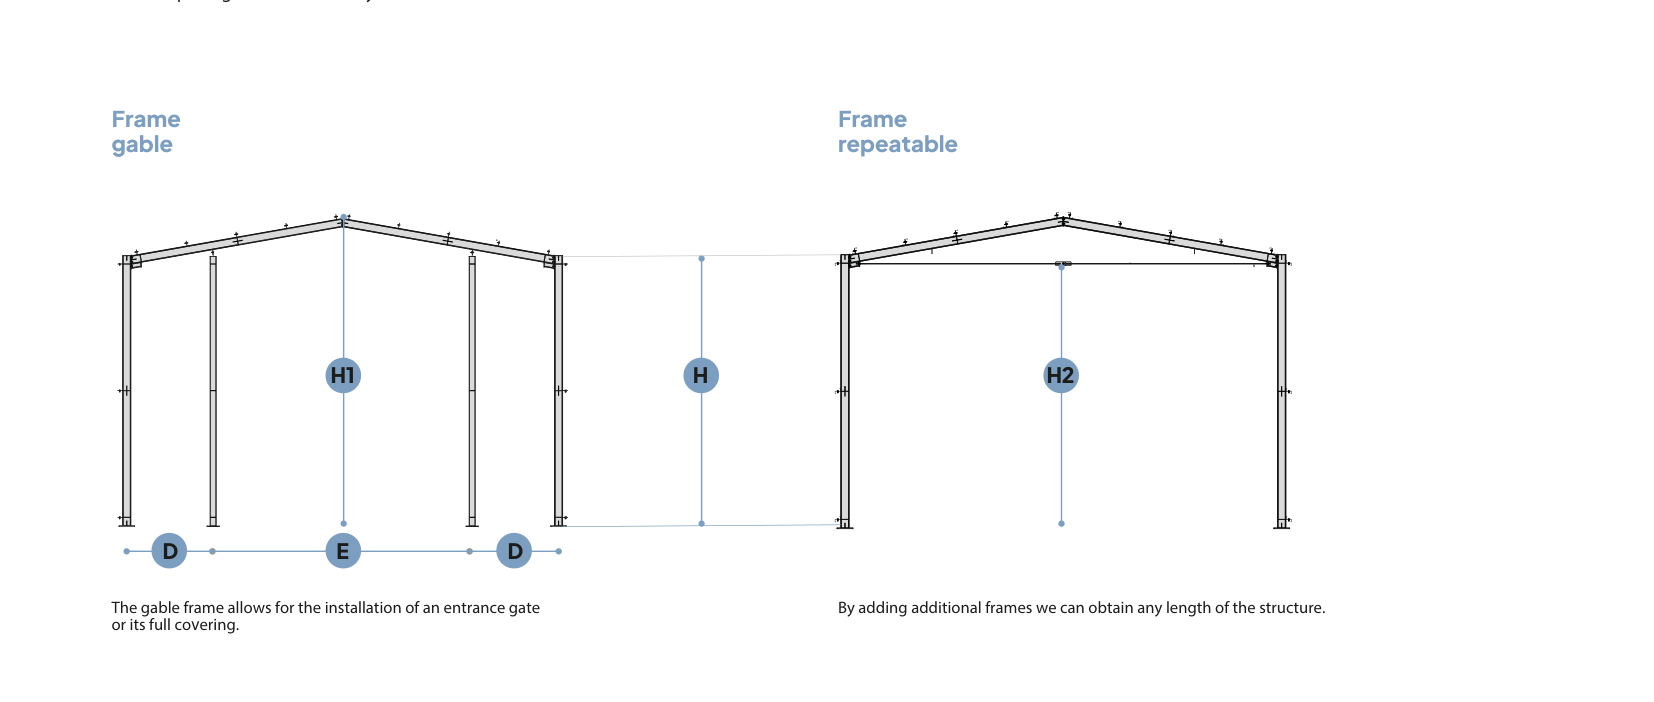 Frame
gable
Frame
repeatable
H1
H
H2
D
E
D
The gable frame allows for the installation of an entrance gate
or its full covering.
By adding additional frames we can obtain any length of the structure.